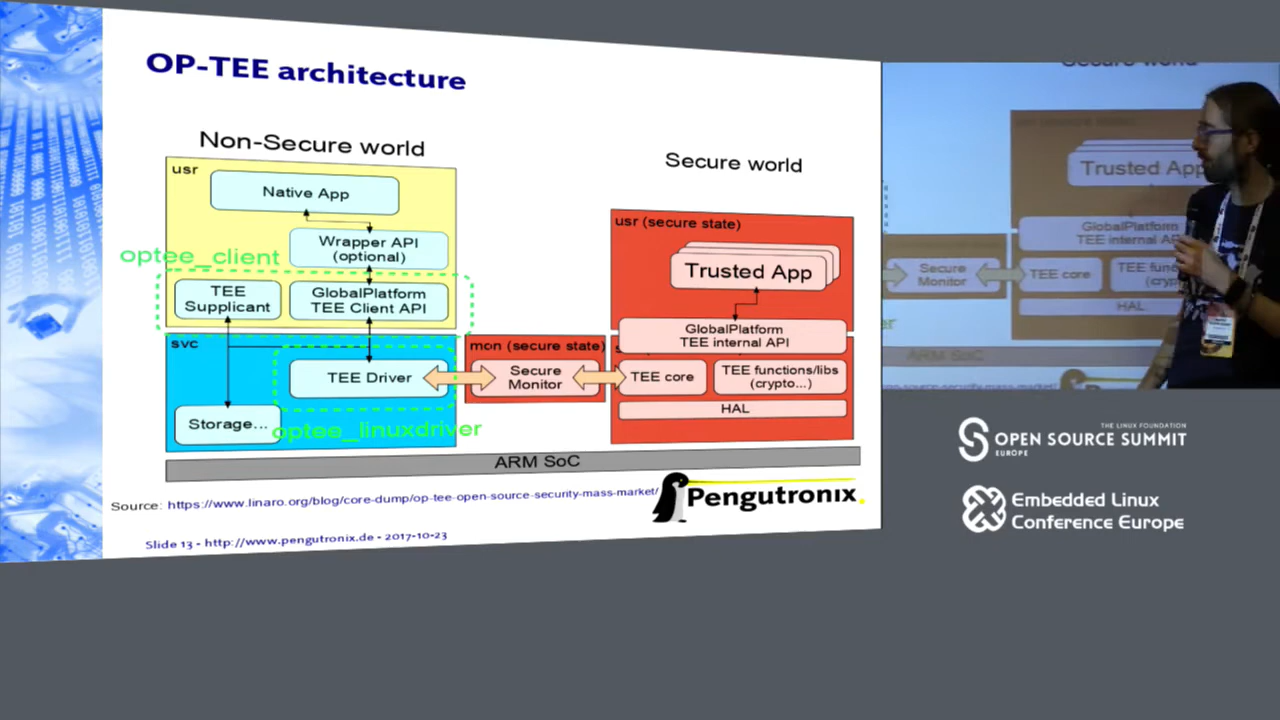 OP-TEE architecture
Non-Secure world
Secure world
usr
Native App
Wrapper API
(optional)
optee_client
TEE
Supplicant
GlobalPlatform
TEE Client API
svc
TEE Driver
Storage...
optee_linuxdriver
mon (secure state)
Secure
Monitor
usr (secure state)
Trusted App
GlobalPlatform
TEE internal API
TEE core
TEE functions/libs
(crypto...)
HAL
ARM SoC
Source: https://www.linaro.org/blog/core-dump/op-tee-open-source-security-mass-market/
Pengutronix
Slide 13 - http://www.pengutronix.de - 2017-10-23
Secure world
Trusted App
GlobalPlatform
TEE internal
Secure
Monitor
TEE core
HAL
ARM SoC
THE LINUX FOUNDATION
OPEN SOURCE SUMMIT
EUROPE
Embedded Linux
Conference Europe